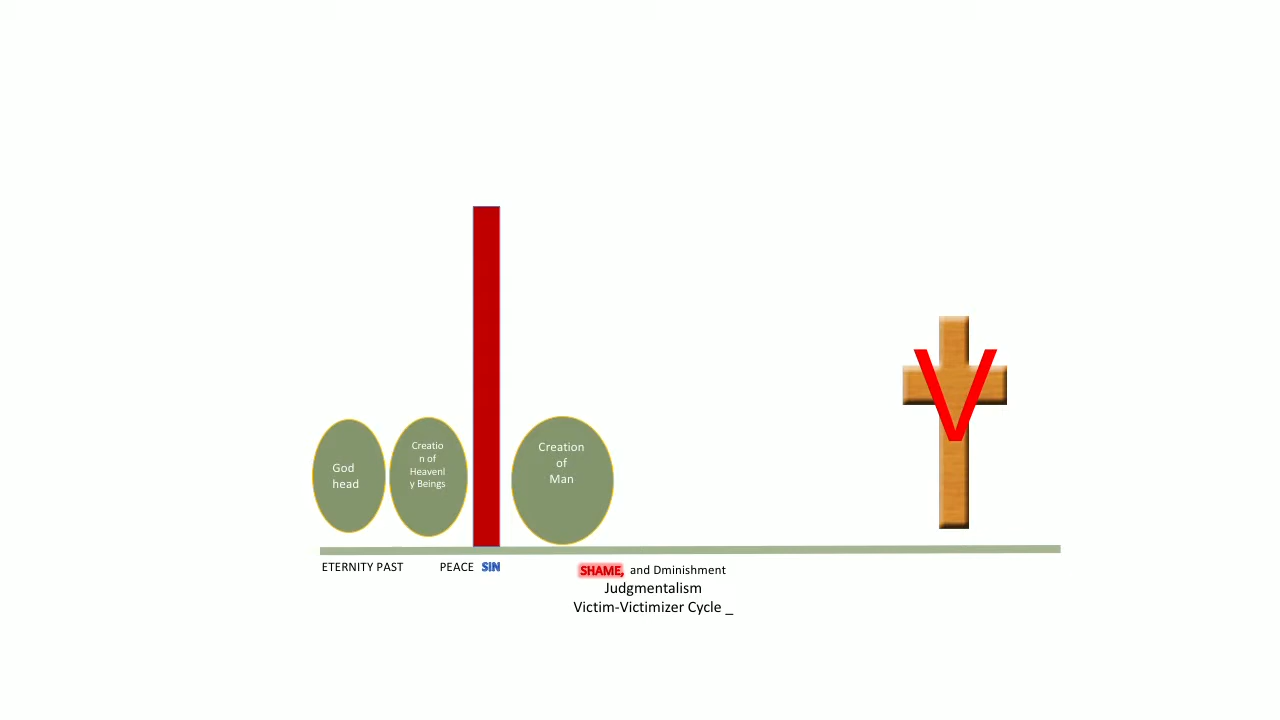 God
head
Creatio
n of
Heavenl
y Beings
Creation
of
Man
V
ETERNITY PAST
PEACE SIN
SHAME, and Dminishment
Judgmentalism
Victim-Victimizer Cycle _